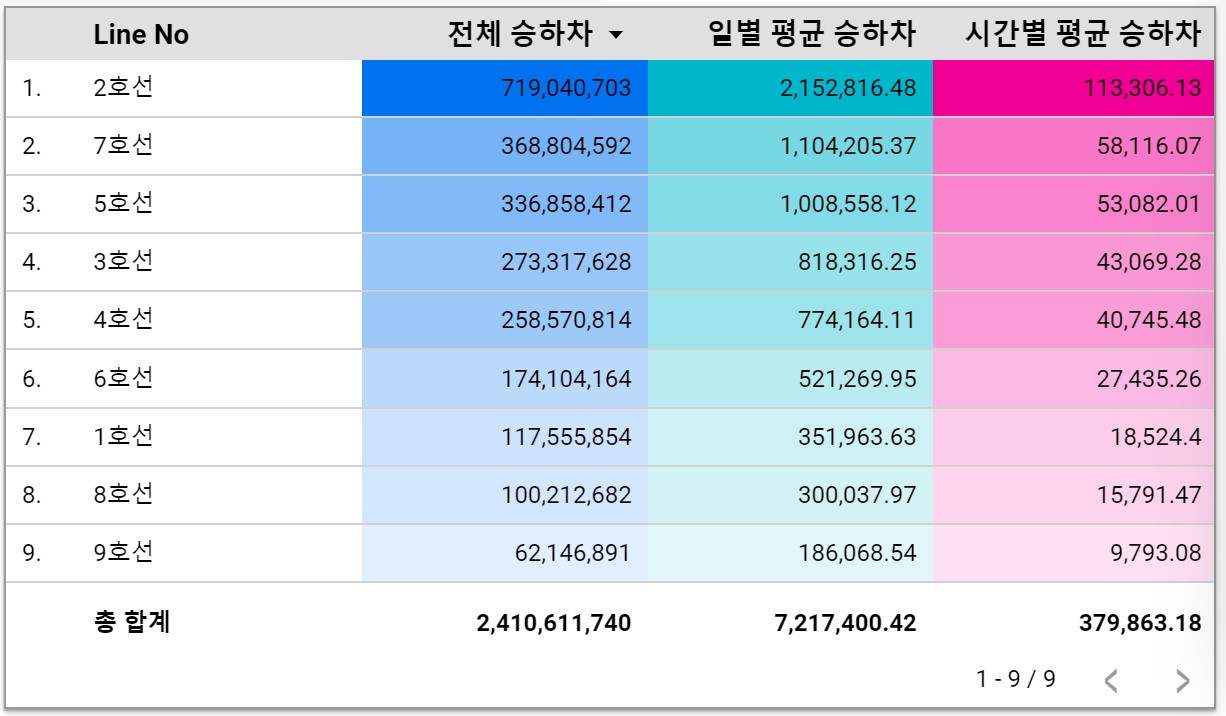 Line No 전체 승하차 일별 평균 승하차 시간별 평균 승하차
1. 2호선 719,040,703 2,152,816.48 113,306.13
2. 7호선 368,804,592 1,104,205.37 58,116.07
3. 5호선 336,858,412 1,008,558.12 53,082.01
4. 3호선 273,317,628 818,316.25 43,069.28
5. 4호선 258,570,814 774,164.11 40,745.48
6. 6호선 174,104,164 521,269.95 27,435.26
7. 1호선 117,555,854 351,963.63 18,524.4
8. 8호선 100,212,682 300,037.97 15,791.47
9. 9호선 62,146,891 186,068.54 9,793.08
총 합계 2,410,611,740 7,217,400.42 379,863.18
1 - 9 / 9